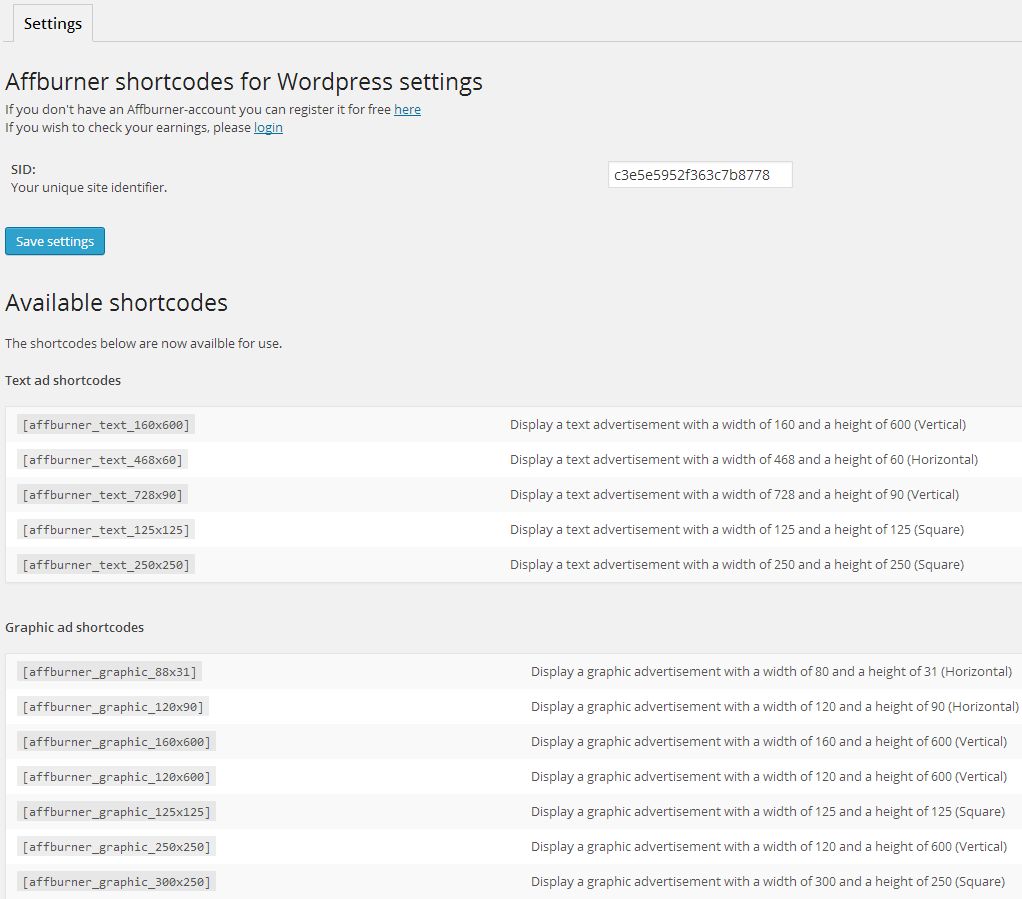 Settings
Affburner shortcodes for Wordpress settings
If you don't have an Affburner-account you can register it for free here
If you wish to check your earnings, please login
SID:
Your unique site identifier.
c3e5e5952f363c7b8778
Save settings
Available shortcodes
The shortcodes below are now availble for use.
Text ad shortcodes
[affburner_text_160x600] Display a text advertisement with a width of 160 and a height of 600 (Vertical)
[affburner_text_468x60] Display a text advertisement with a width of 468 and a height of 60 (Horizontal)
[affburner_text_728x90] Display a text advertisement with a width of 728 and a height of 90 (Vertical)
[affburner_text_125x125] Display a text advertisement with a width of 125 and a height of 125 (Square)
[affburner_text_250x250] Display a text advertisement with a width of 250 and a height of 250 (Square)
Graphic ad shortcodes
[affburner_graphic_88x31] Display a graphic advertisement with a width of 80 and a height of 31 (Horizontal)
[affburner_graphic_120x90] Display a graphic advertisement with a width of 120 and a height of 90 (Horizontal)
[affburner_graphic_160x600] Display a graphic advertisement with a width of 160 and a height of 600 (Vertical)
[affburner_graphic_120x600] Display a graphic advertisement with a width of 120 and a height of 600 (Vertical)
[affburner_graphic_125x125] Display a graphic advertisement with a width of 125 and a height of 125 (Square)
[affburner_graphic_250x250] Display a graphic advertisement with a width of 120 and a height of 600 (Vertical)
[affburner_graphic_300x250] Display a graphic advertisement with a width of 300 and a height of 250 (Square)